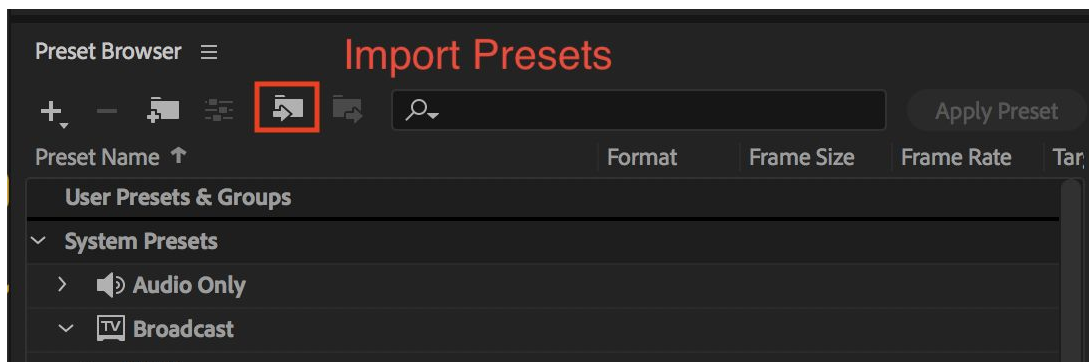 Preset Browser
Import Presets
Apply Preset
Preset Name
Format
Frame Size
Frame Rate
Tar
User Presets & Groups
System Presets
Audio Only
TV
Broadcast